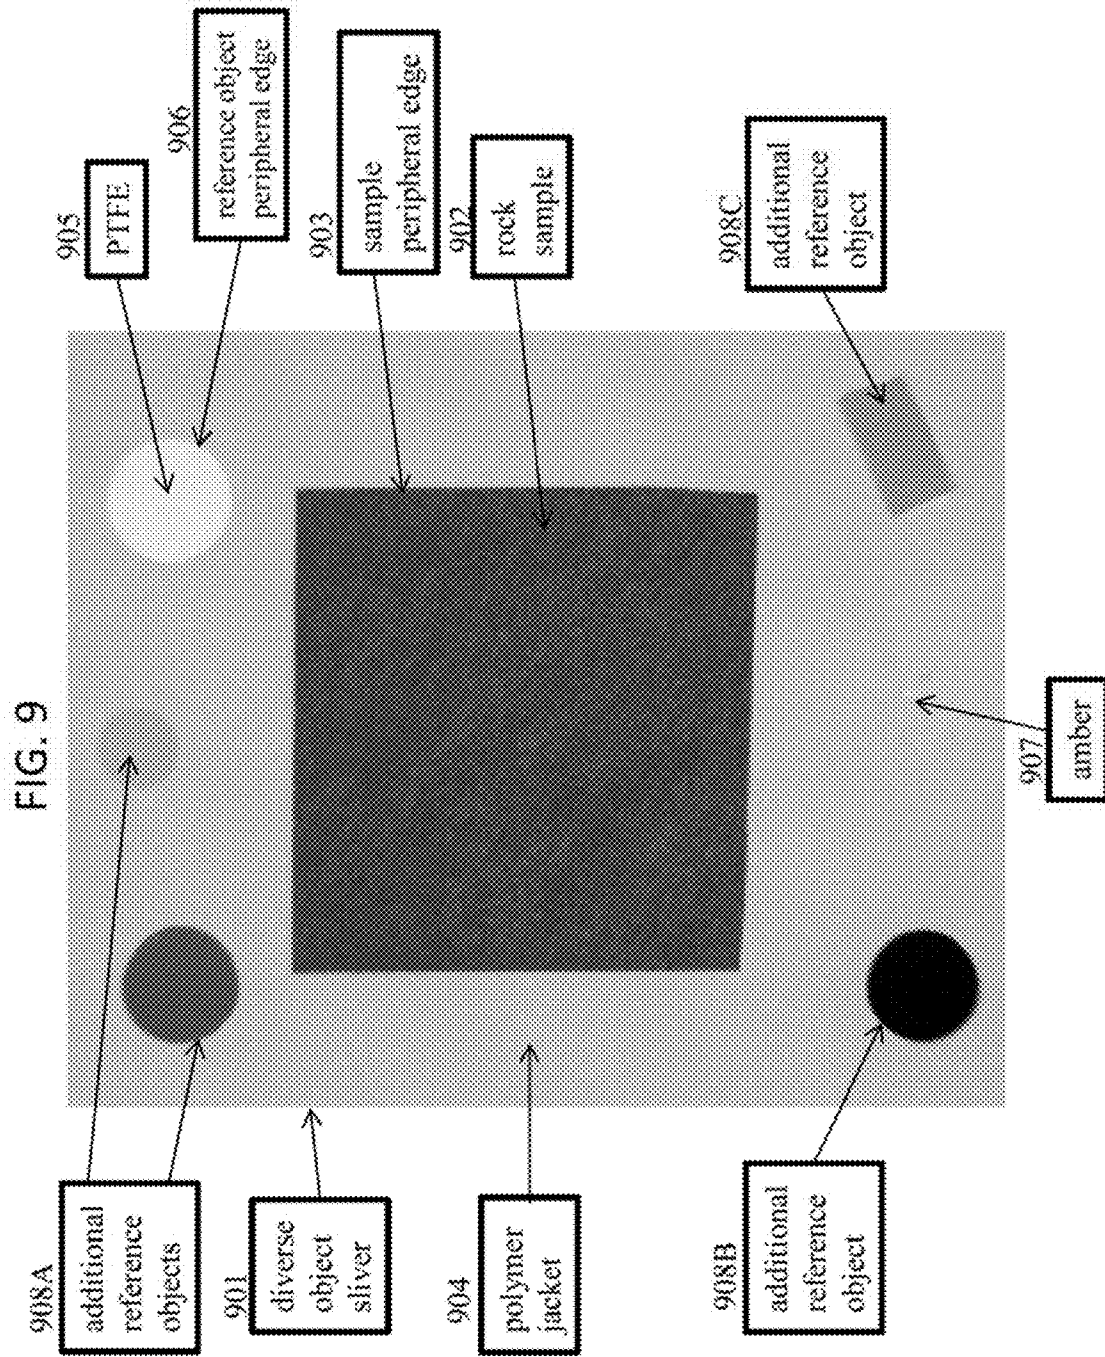 FIG. 9
908A
additional
reference
objects
901
diverse
object
sliver
904
polymer
jacket
908B
additional
reference
object
905
PTFE
906
reference object
peripheral edge
903
sample
peripheral edge
902
rock
sample
908C
additional
reference
object
907
amber